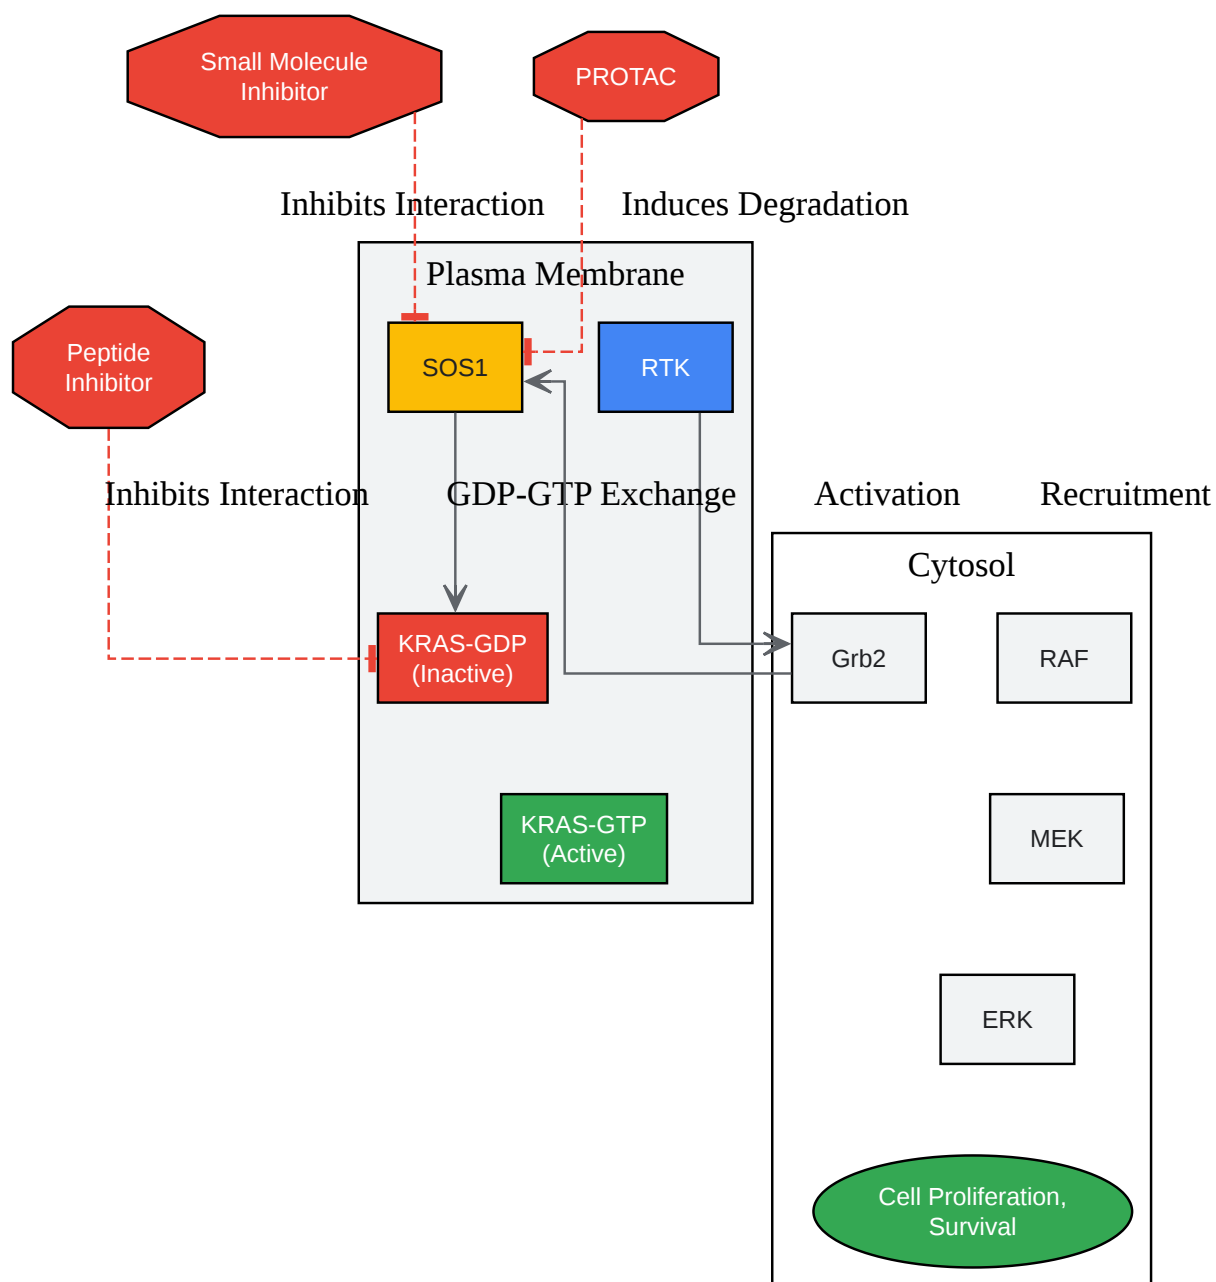 Small Molecule
Inhibitor
PROTAC
Inhibits Interaction
Induces Degradation
Plasma Membrane
Peptide
Inhibitor
SOS1
RTK
Inhibits Interaction
GDP-GTP Exchange
Activation
Recruitment
Cytosol
KRAS-GDP
(Inactive)
Grb2
RAF
KRAS-GTP
(Active)
MEK
ERK
Cell Proliferation,
Survival